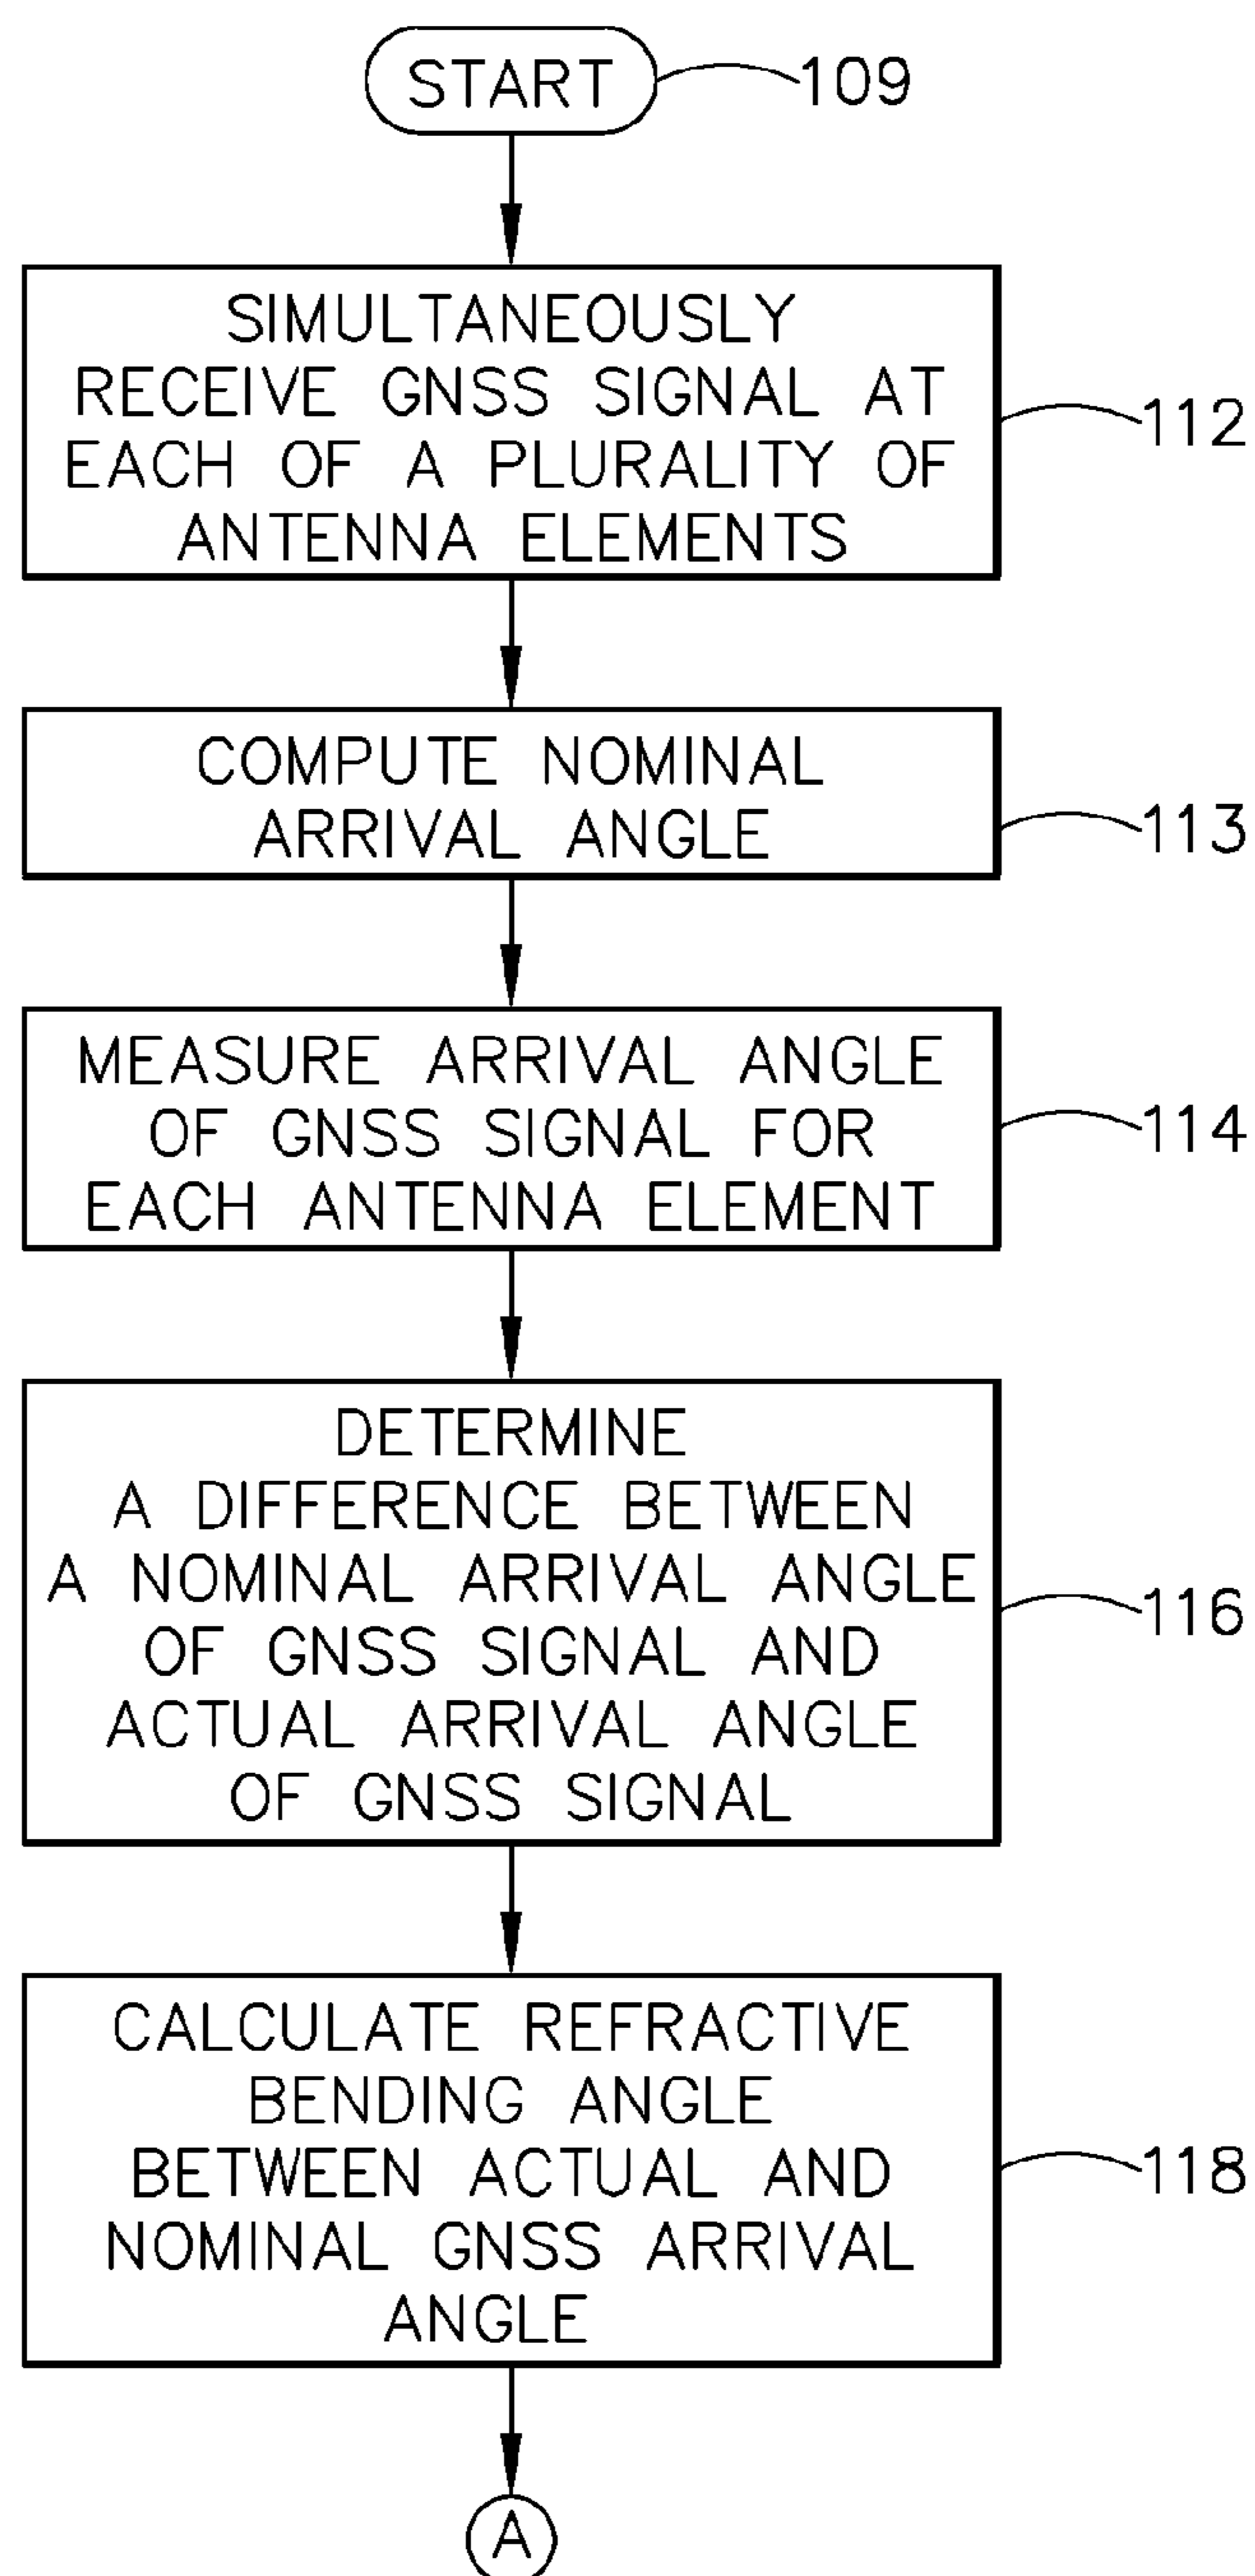 START
109
SIMULTANEOUSLY
RECEIVE GNSS SIGNAL AT
EACH OF A PLURALITY OF
ANTENNA ELEMENTS
112
COMPUTE NOMINAL
ARRIVAL ANGLE
113
MEASURE ARRIVAL ANGLE
OF GNSS SIGNAL FOR
EACH ANTENNA ELEMENT
114
DETERMINE
A DIFFERENCE BETWEEN
A NOMINAL ARRIVAL ANGLE
OF GNSS SIGNAL AND
ACTUAL ARRIVAL ANGLE
OF GNSS SIGNAL
116
CALCULATE REFRACTIVE
BENDING ANGLE
BETWEEN ACTUAL AND
NOMINAL GNSS ARRIVAL
ANGLE
118
A